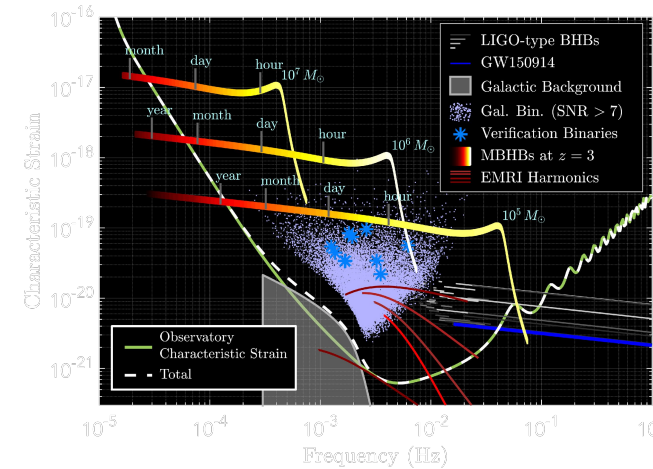 10^-16
10^-17
10^-18
10^-19
10^-20
10^-21
Characteristic Strain
month
day
hour
10^7 M_⊙
year
month
day
hour
10^6 M_⊙
year
month
day
hour
10^5 M_⊙
LIGO-type BHBs
GW150914
Galactic Background
Gal. Bin. (SNR > 7)
Verification Binaries
MBHBs at z = 3
EMRI Harmonics
Observatory
Characteristic Strain
Total
10^-5
10^-4
10^-3
10^-2
10^-1
Frequency (Hz)